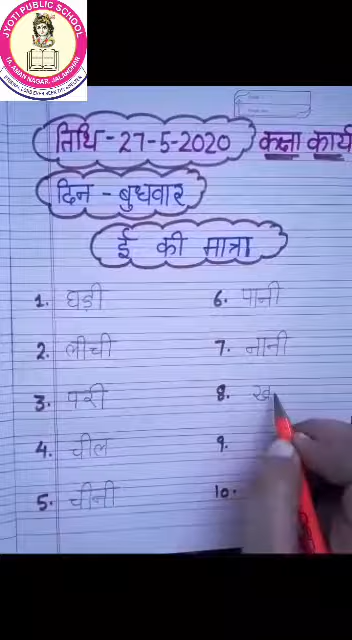 JYOTI PUBLIC SCHOOL
तिथि - 27-5-2020 कक्षा कार्य
दिन - बुधवार
ई की मात्रा
1. घड़ी
2. लीची
3. परी
4. चील
5. चीनी
6. पानी
7. नानी
8. ख
9.
10.